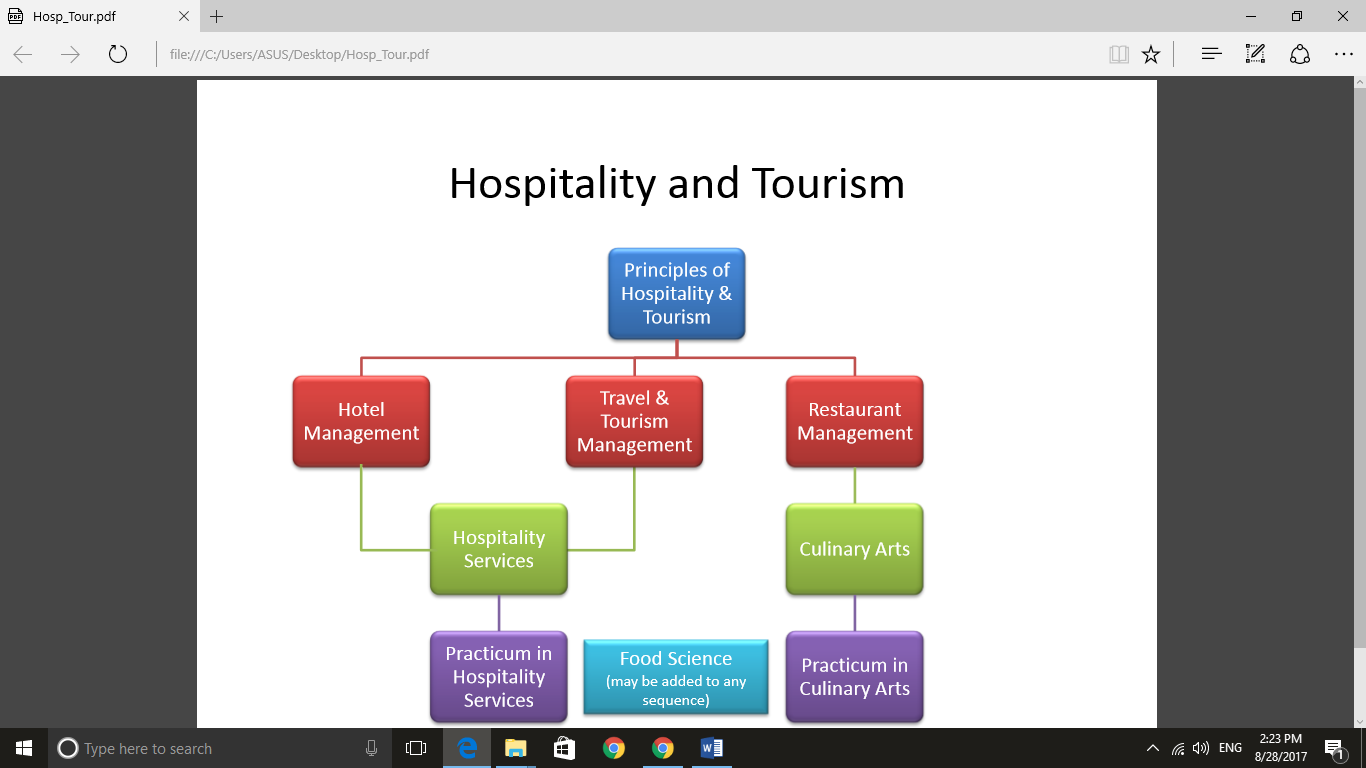 Hosp_Tour.pdf
file:///C:/Users/ASUS/Desktop/Hosp_Tour.pdf
Hospitality and Tourism
Principles of
Hospitality &
Tourism
Hotel
Management
Travel &
Tourism
Management
Restaurant
Management
Hospitality
Services
Culinary Arts
Practicum in
Hospitality
Services
Food Science
(may be added to any
sequence)
Practicum in
Culinary Arts
Type here to search
ENG
2:23 PM
8/28/2017
1